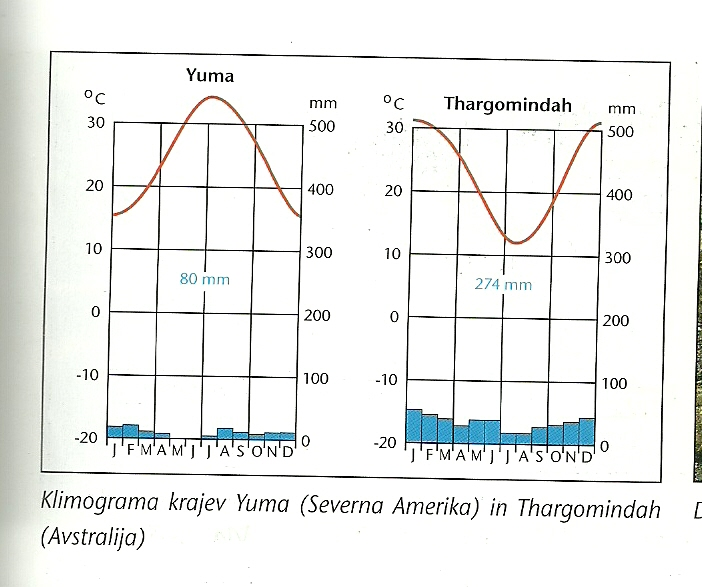 Yuma
°C
mm
30
20
10
0
-10
-20
500
400
300
200
100
0
80 mm
J F M A M J J A S O N D
Thargomindah
°C
mm
30
20
10
0
-10
-20
500
400
300
200
100
0
274 mm
J F M A M J J A S O N D
Klimograma krajev Yuma (Severna Amerika) in Thargomindah
(Avstralija)
D